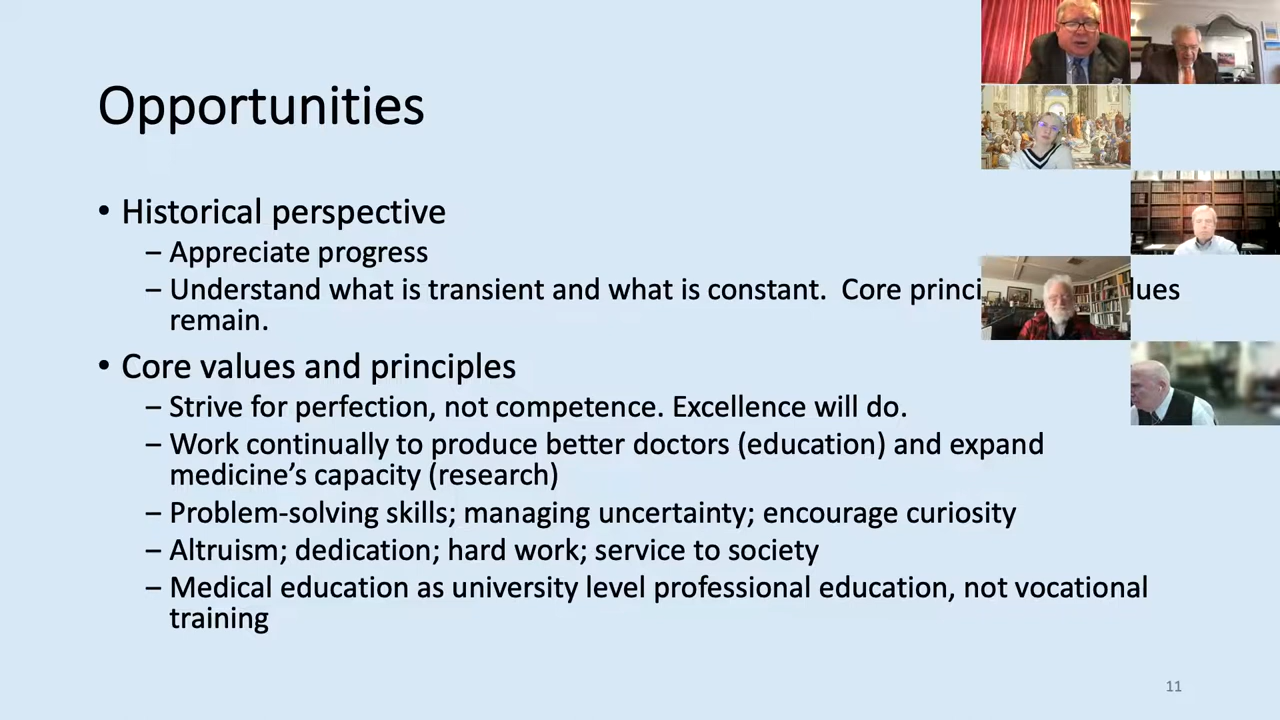 Opportunities
• Historical perspective
– Appreciate progress
– Understand what is transient and what is constant. Core princi lues
remain.
• Core values and principles
– Strive for perfection, not competence. Excellence will do.
– Work continually to produce better doctors (education) and expand
medicine’s capacity (research)
– Problem-solving skills; managing uncertainty; encourage curiosity
– Altruism; dedication; hard work; service to society
– Medical education as university level professional education, not vocational
training
11